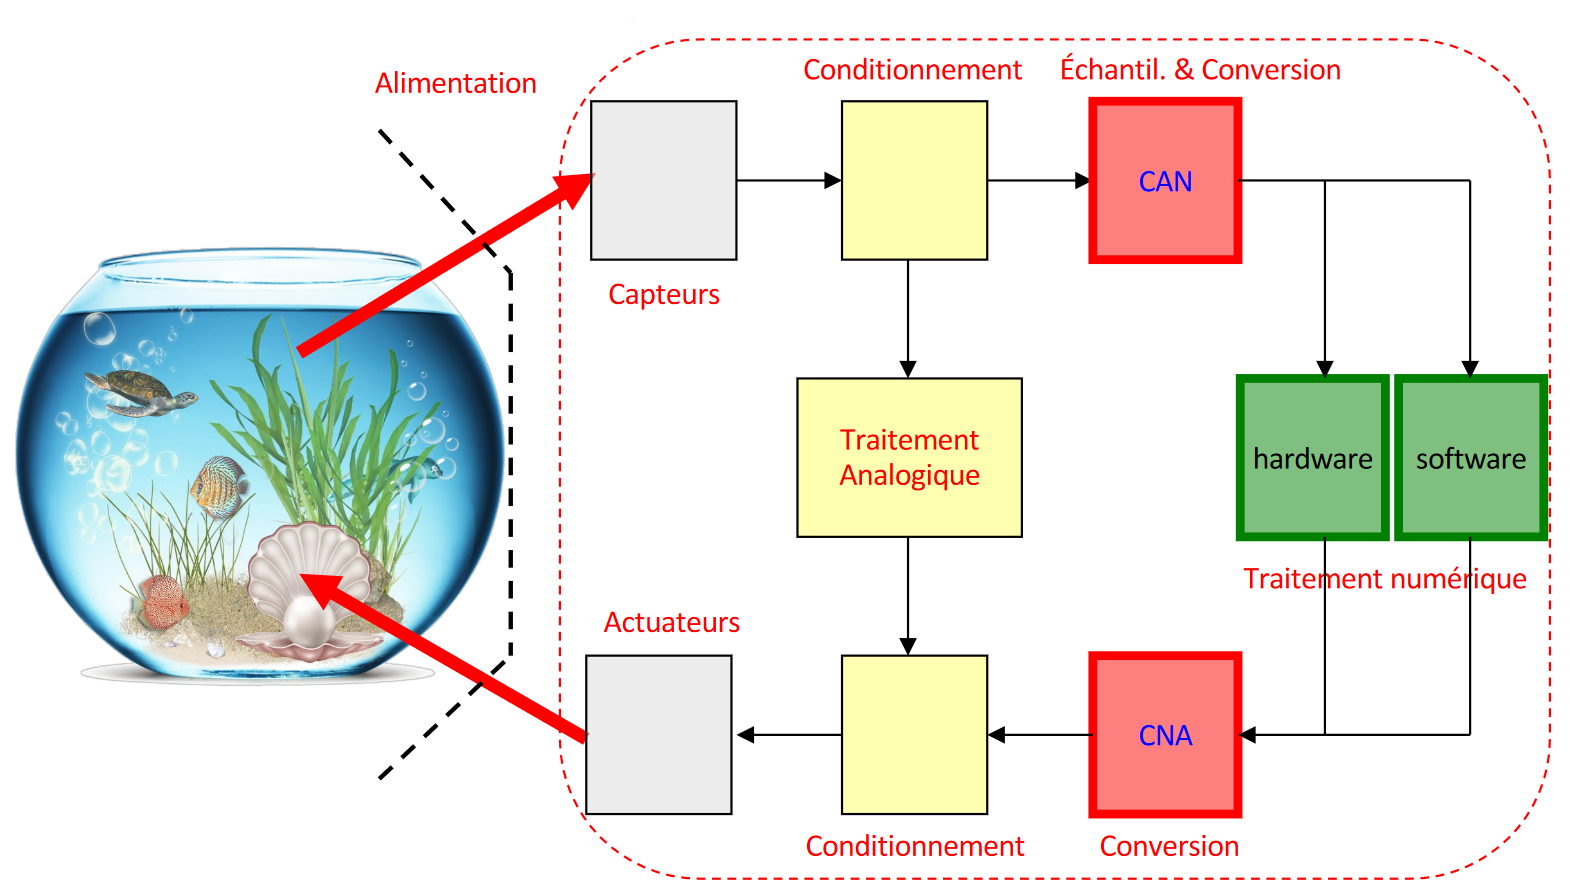 Alimentation
Conditionnement
Échantil. & Conversion
CAN
Capteurs
Traitement
Analogique
hardware
software
Traitement numérique
Actuateurs
CNA
Conditionnement
Conversion